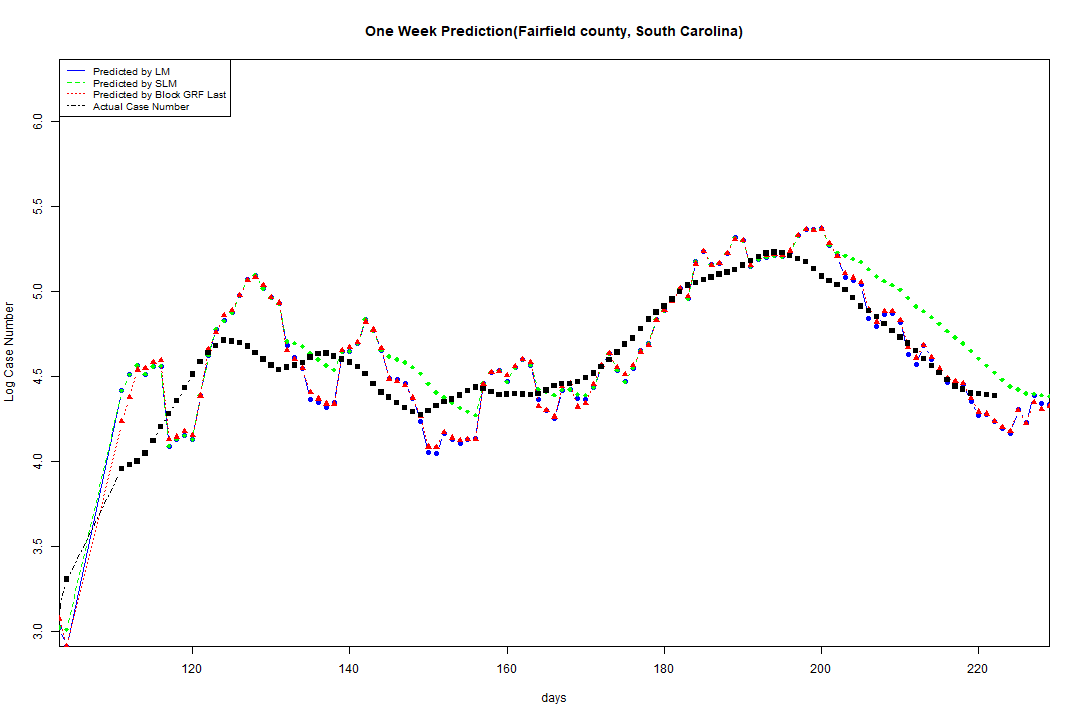 One Week Prediction(Fairfield county, South Carolina)
Predicted by LM
Predicted by SLM
Predicted by Block GRF Last
Actual Case Number
Log Case Number
6.0
5.5
5.0
4.5
4.0
3.5
3.0
120 140 160 180 200 220
days